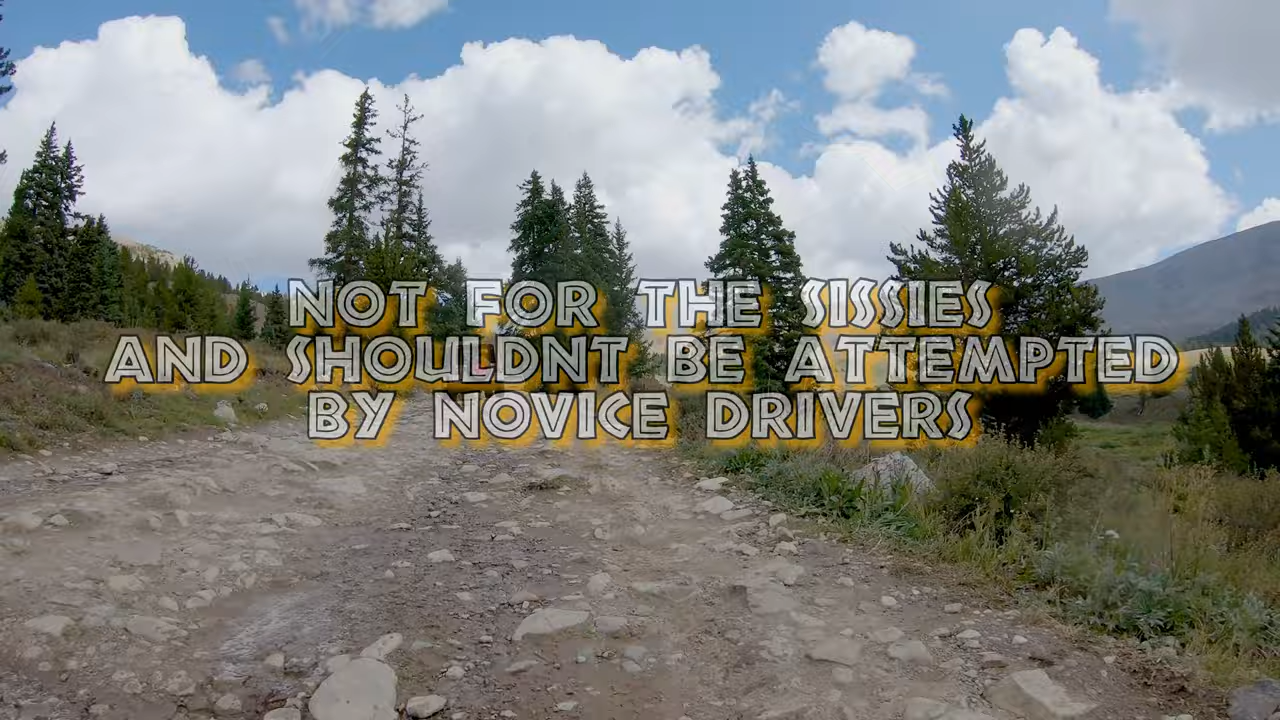 NOT FOR THE SISSIES
AND SHOULDNT BE ATTEMPTED
BY NOVICE DRIVERS